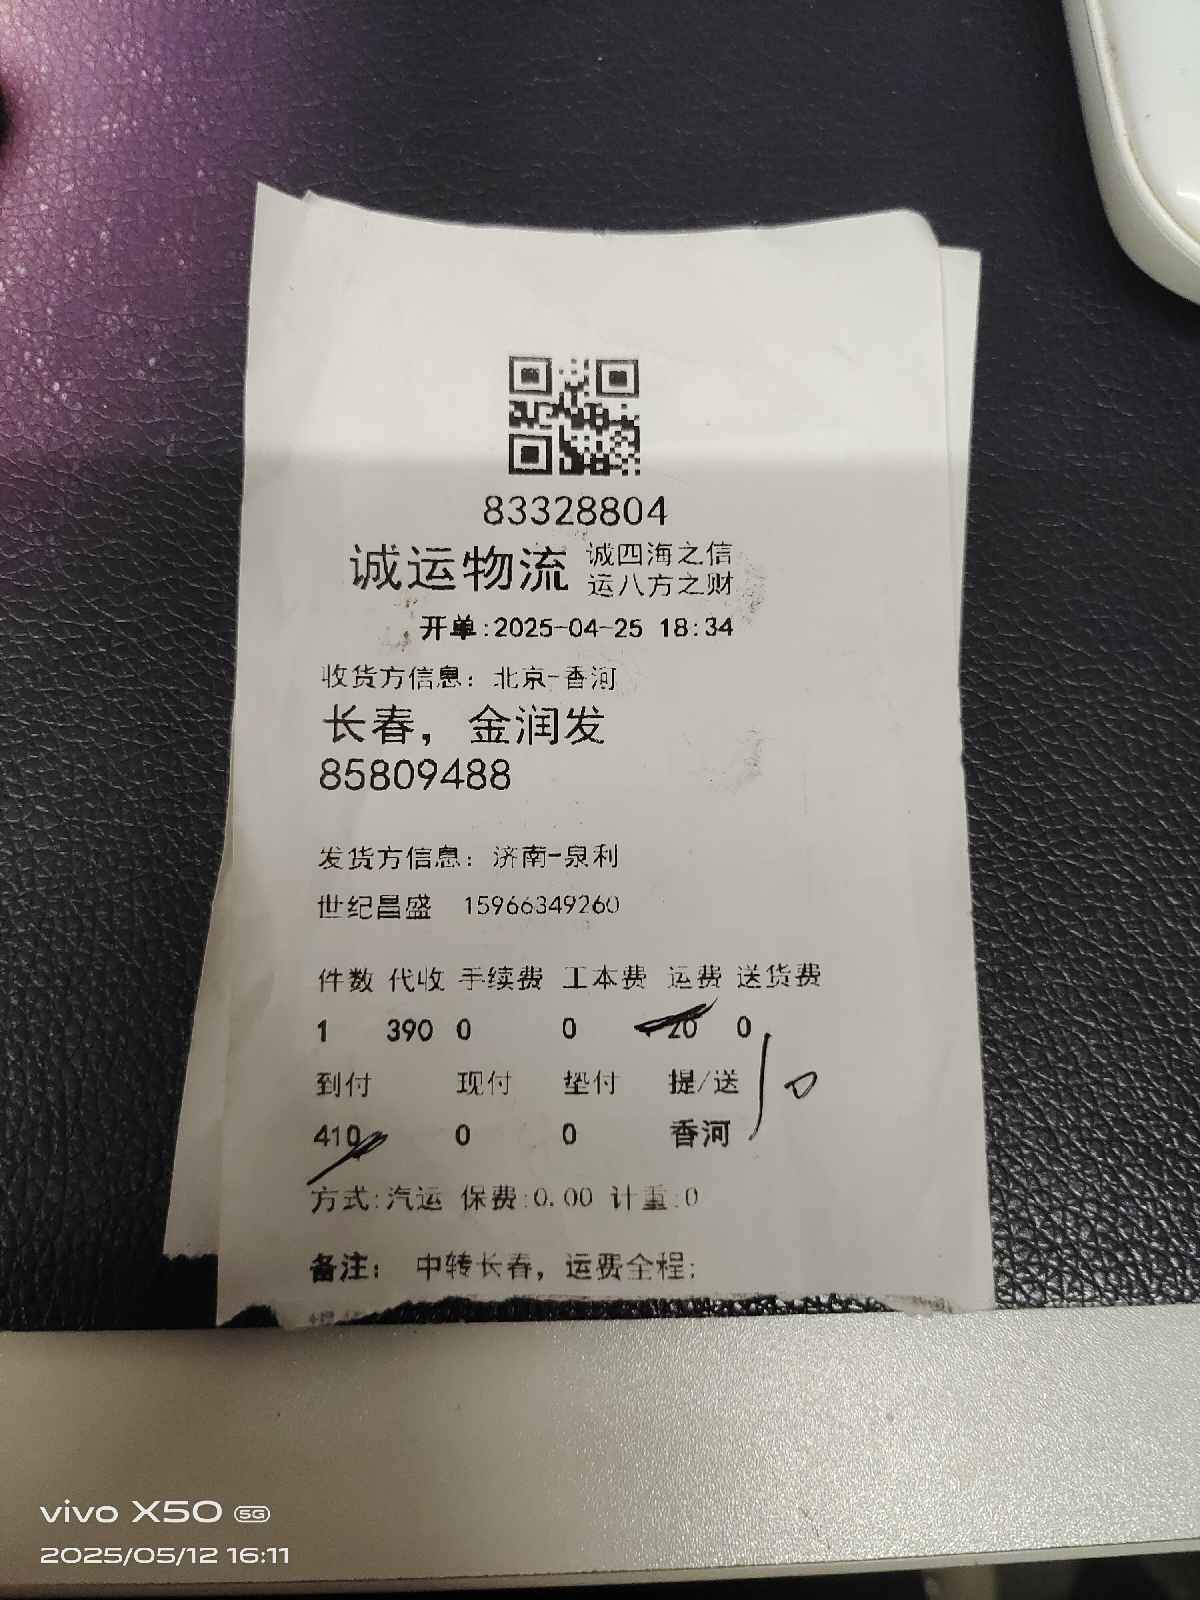 83328804
诚运物流 诚四海之信
运八方之财
开单:2025-04-25 18:34
收货方信息: 北京-香河
长春, 金润发
85809488
发货方信息: 济南-泉利
世纪昌盛 15966349260
件数 代收 手续费 工本费 运费 送货费
1 390 0 0 20 0
到付 现付 垫付 提/送
410 0 0 香河
方式:汽运 保费:0.00 计重:0
备注: 中转长春, 运费全程;
vivo X50 5G
2025/05/12 16:11